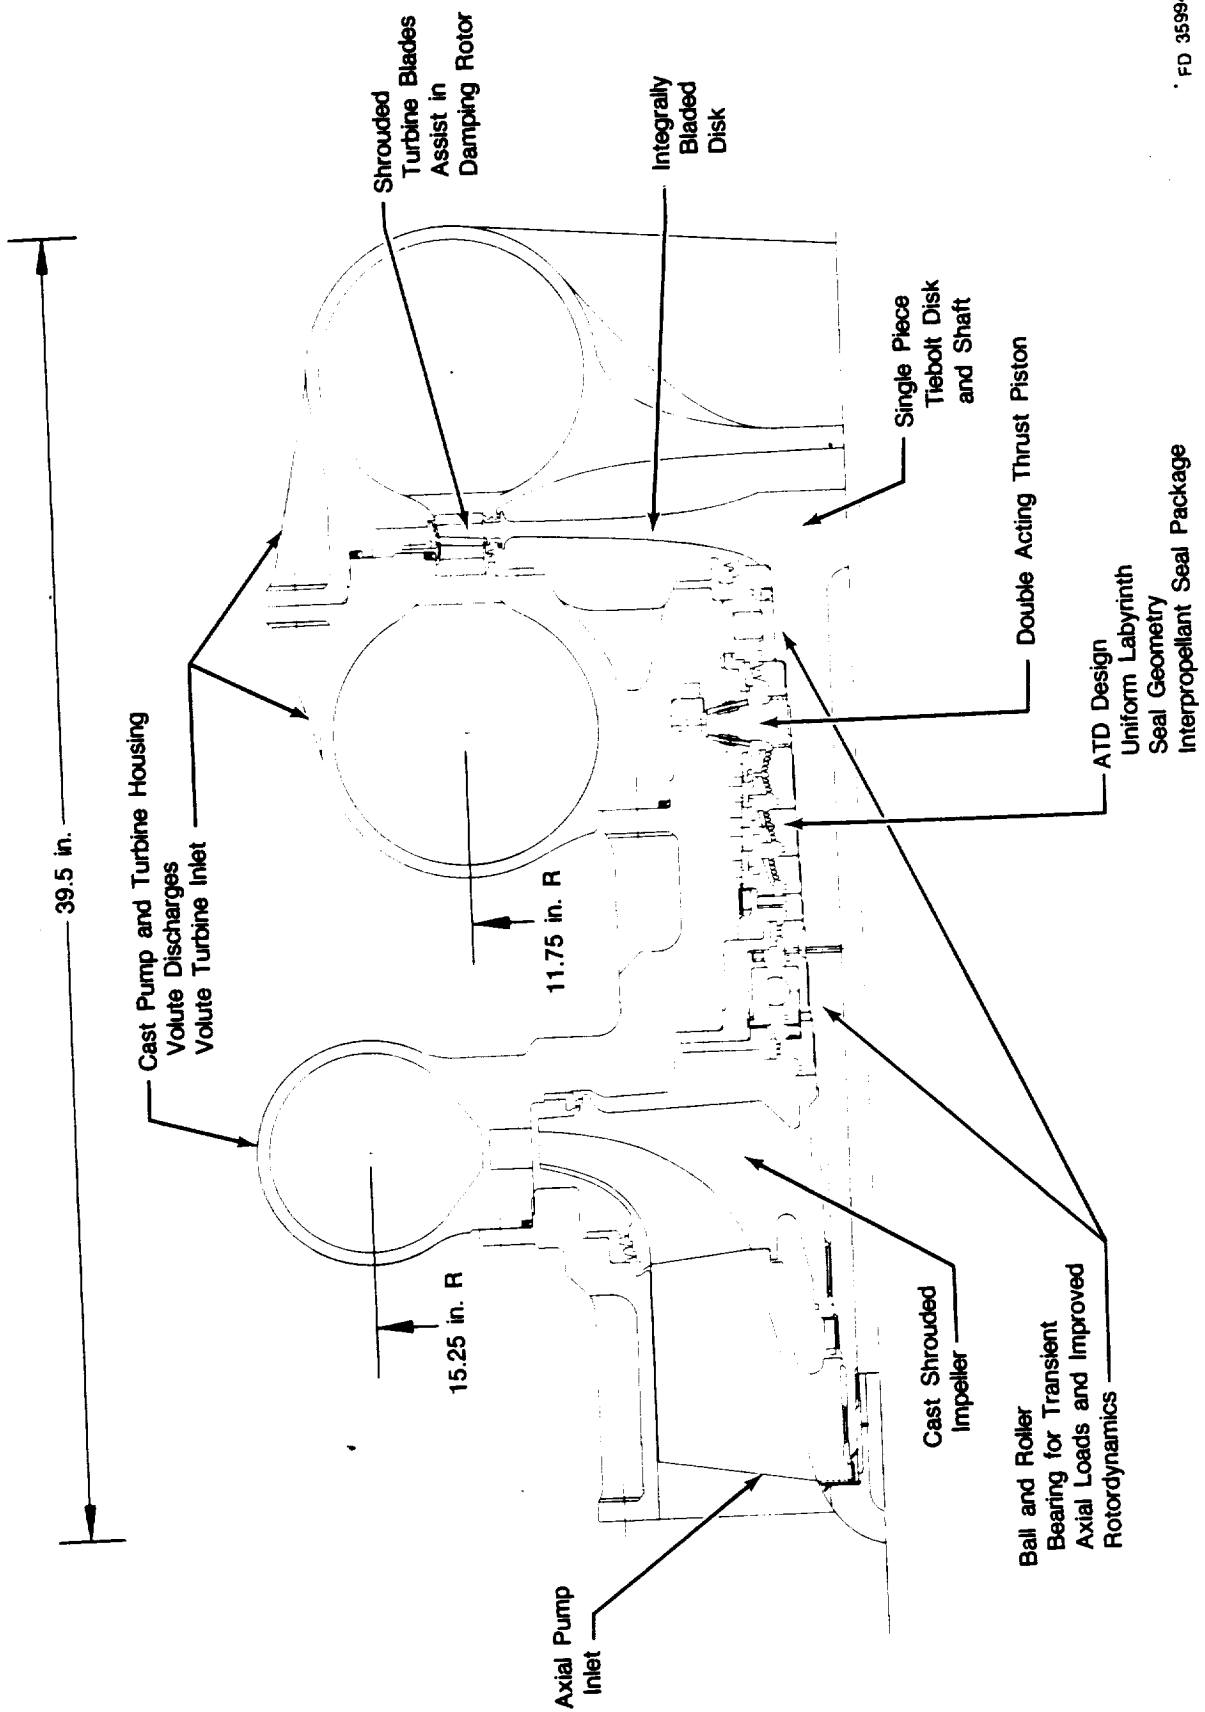 39.5 in.
Cast Pump and Turbine Housing
Volute Discharges
Volute Turbine Inlet
Shrouded
Turbine Blades
Assist in
Damping Rotor
15.25 in. R
11.75 in. R
Integrally
Bladed
Disk
Axial Pump
Inlet
Cast Shrouded
Impeller
Single Piece
Tiebolt Disk
and Shaft
Double Acting Thrust Piston
Ball and Roller
Bearing for Transient
Axial Loads and Improved
Rotordynamics
ATD Design
Uniform Labyrinth
Seal Geometry
Interpropellant Seal Package
FD